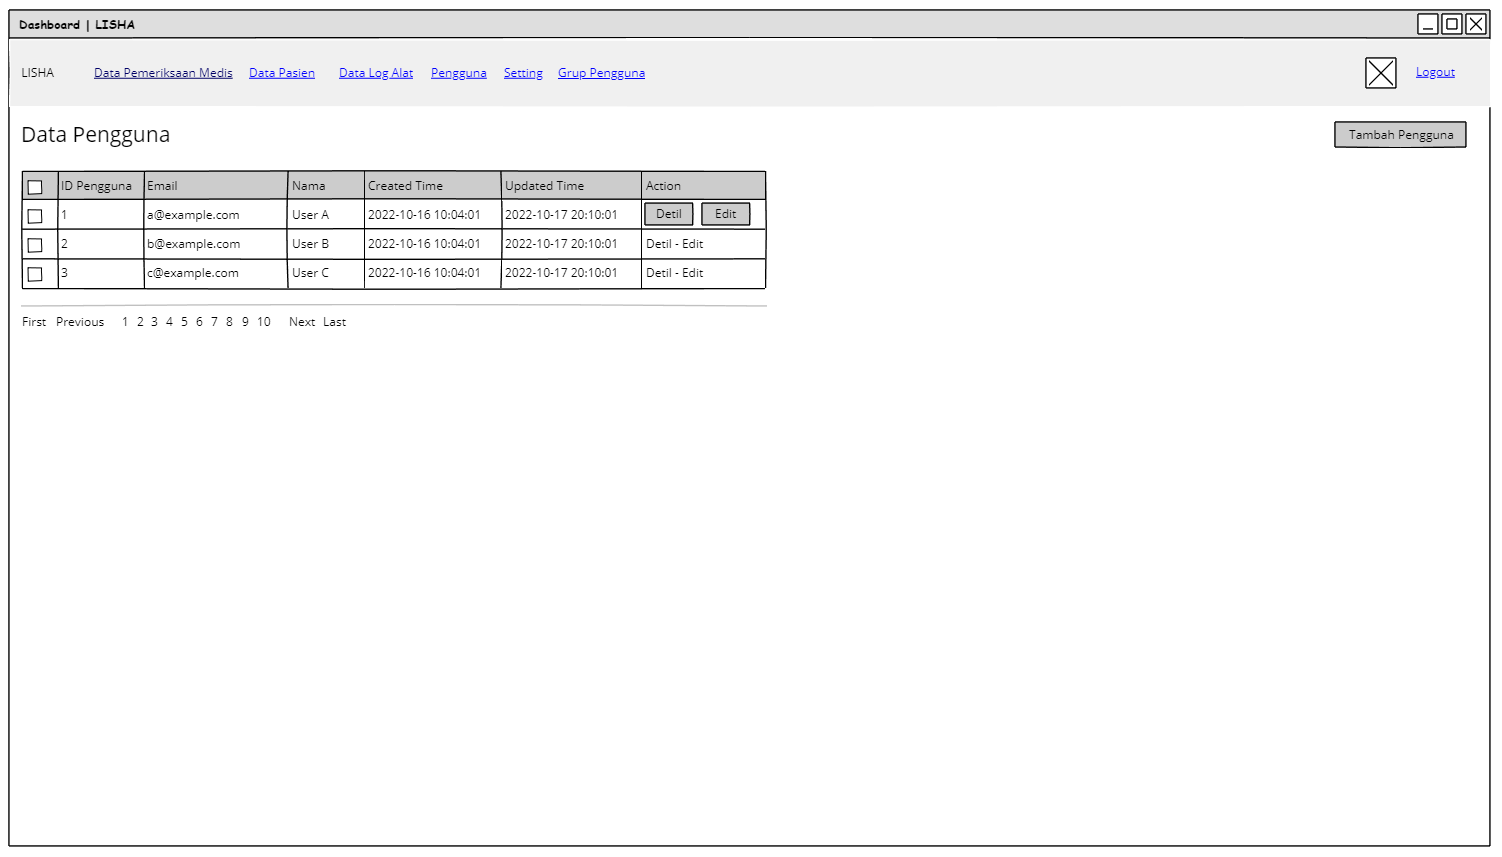 Dashboard | LISHA
LISHA Data Pemeriksaan Medis Data Pasien Data Log Alat Pengguna Setting Grup Pengguna Logout
Data Pengguna Tambah Pengguna
ID Pengguna Email Nama Created Time Updated Time Action
1 a@example.com User A 2022-10-16 10:04:01 2022-10-17 20:10:01 Detil Edit
2 b@example.com User B 2022-10-16 10:04:01 2022-10-17 20:10:01 Detil - Edit
3 c@example.com User C 2022-10-16 10:04:01 2022-10-17 20:10:01 Detil - Edit
First Previous 1 2 3 4 5 6 7 8 9 10 Next Last